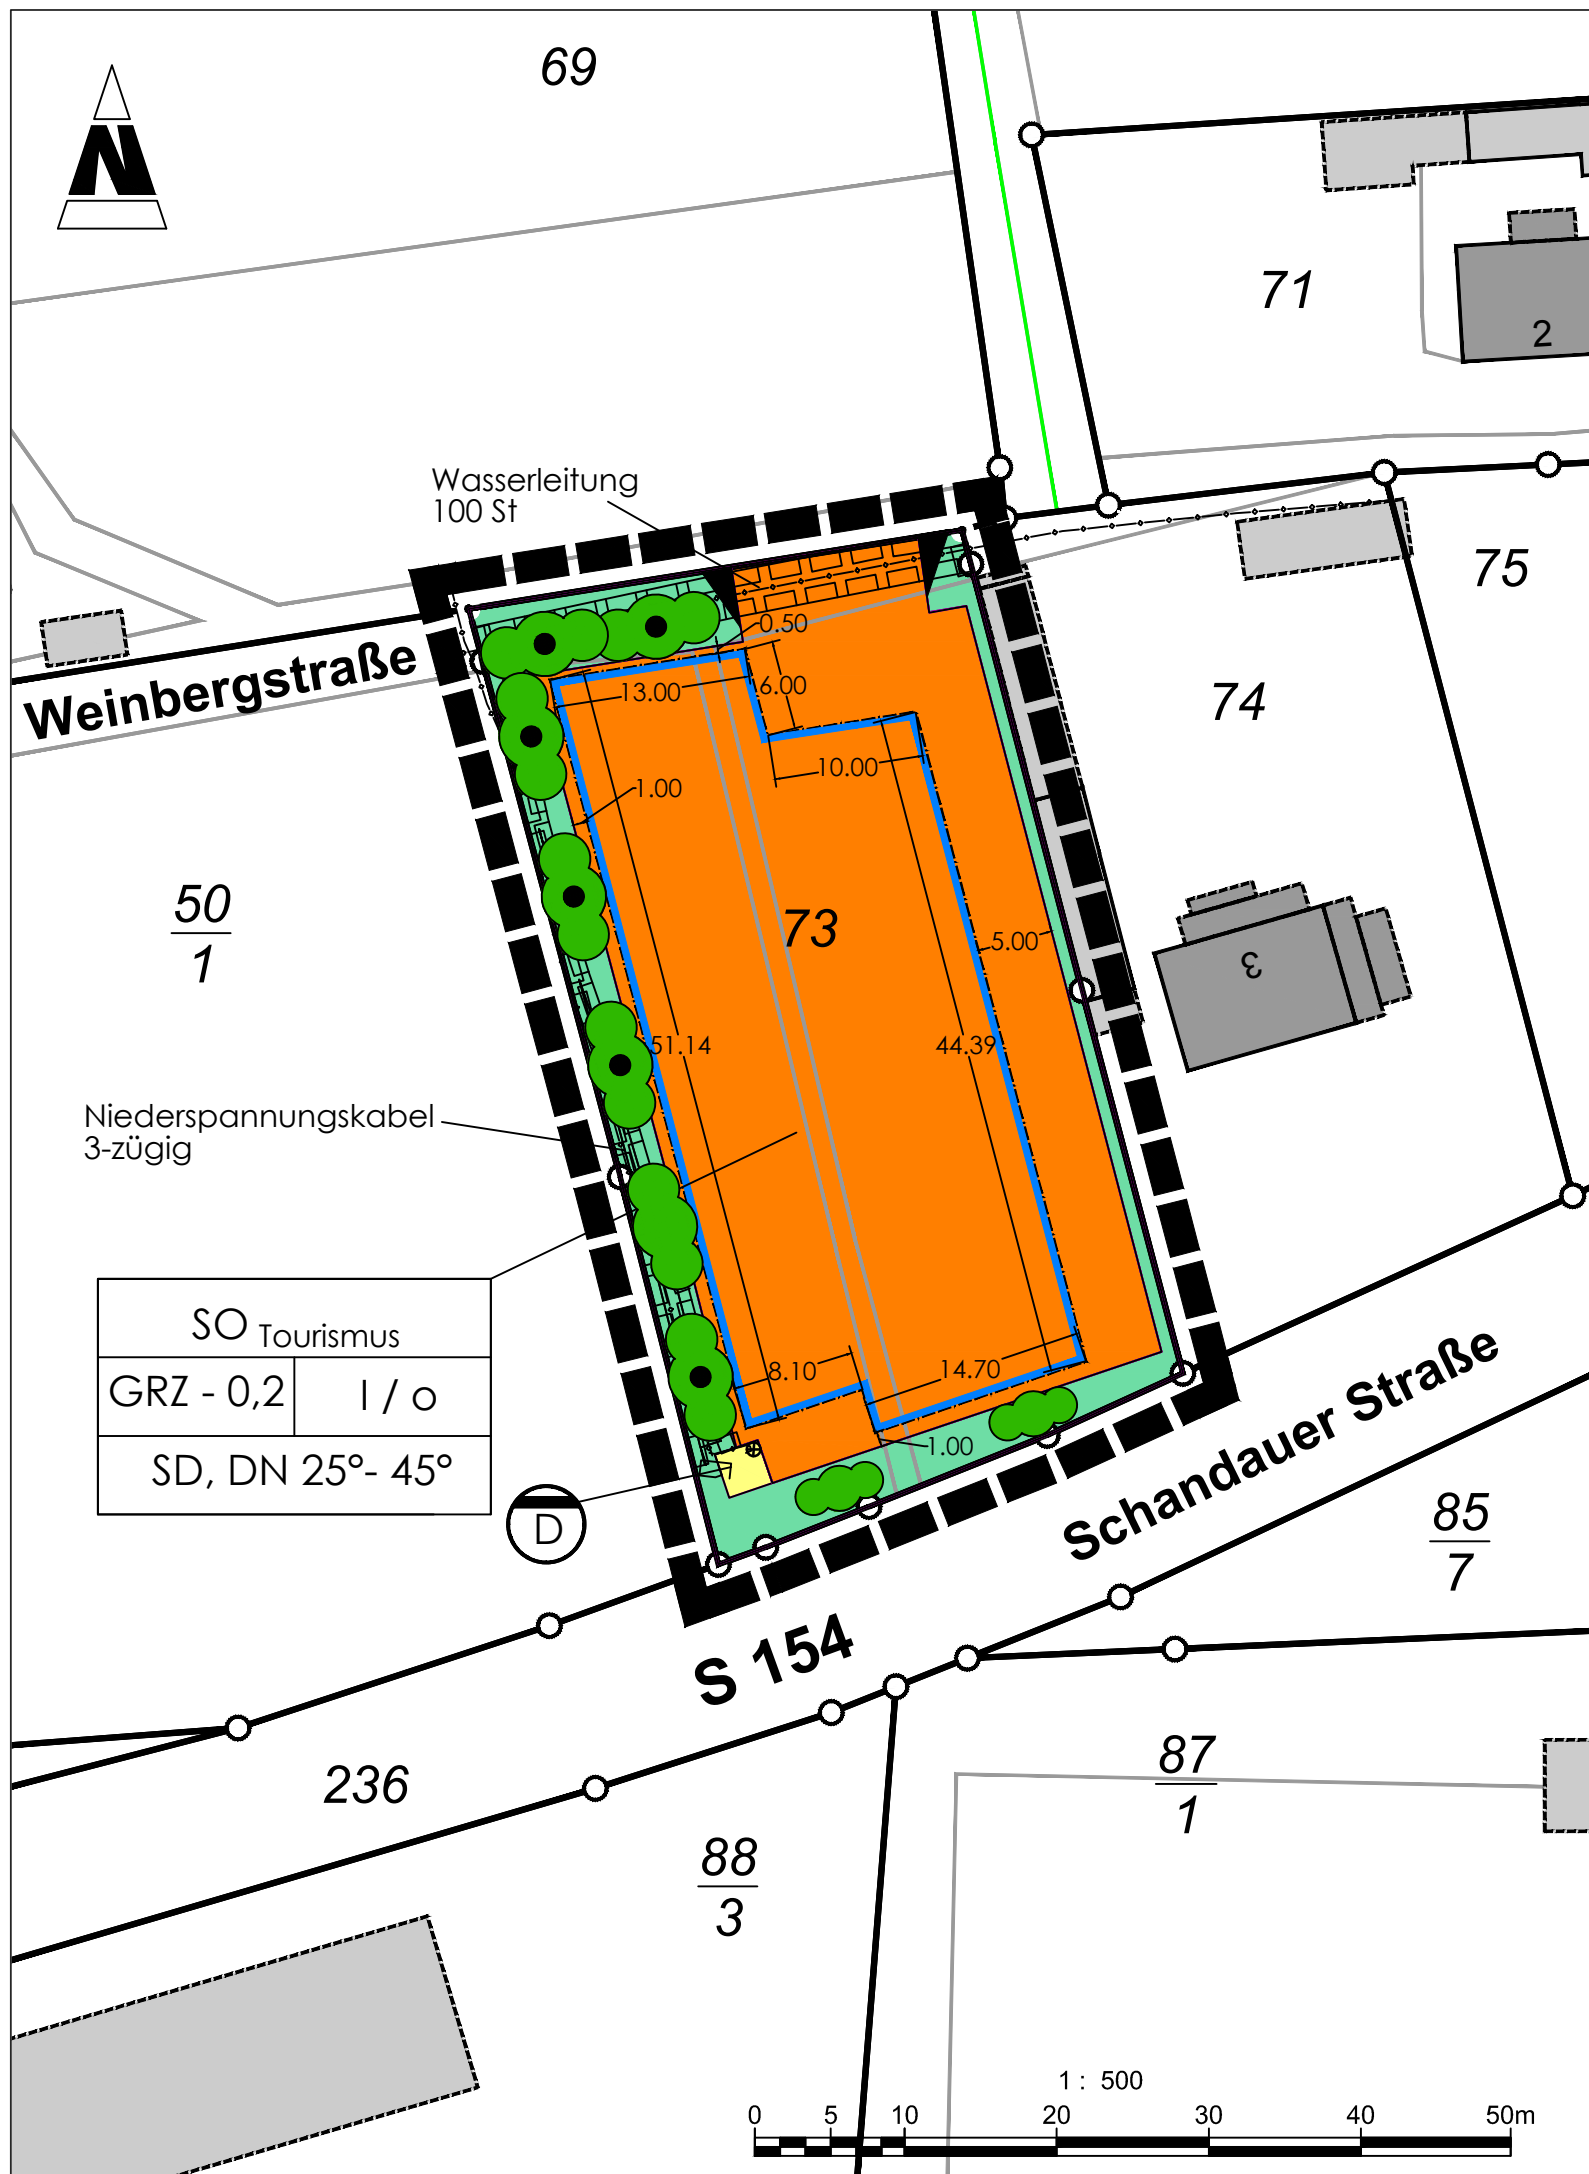 69
N
71
2
Wasserleitung
100 St
75
Weinbergstraße
0.50
13.00
6.00
74
10.00
1.00
50
1
73
5.00
3
51.14
44.39
Niederspannungskabel
3-zügig
SO Tourismus
GRZ - 0,2
I / o
SD, DN 25°- 45°
8.10
14.70
1.00
D
Schandauer Straße
85
7
S 154
236
87
1
88
3
1 : 500
0 5 10 20 30 40 50m